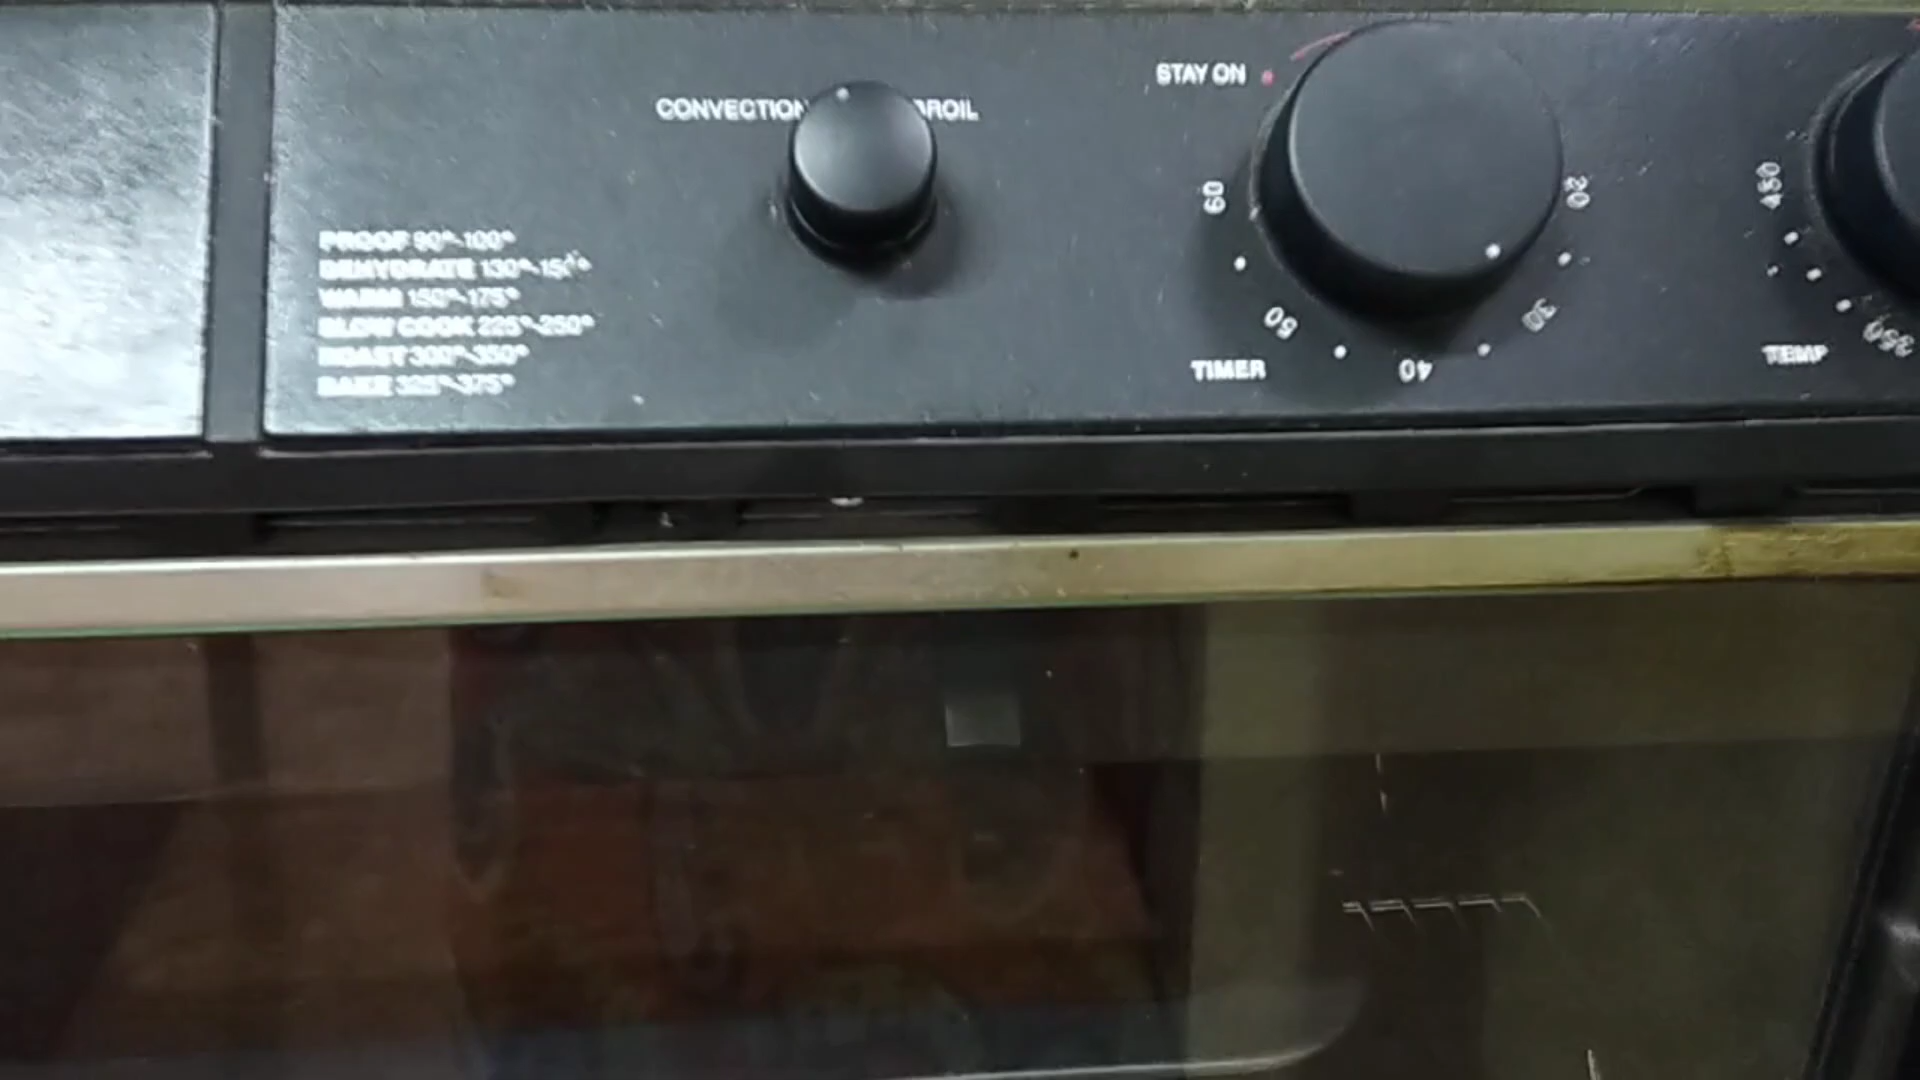 CONVECTION BROIL
STAY ON
60
50
40
30
20
TIMER
450
350
TEMP
PROOF 90°-100°
DEHYDRATE 130°-150°
WARM 150°-175°
SLOW COOK 225°-250°
ROAST 300°-350°
BAKE 325°-375°